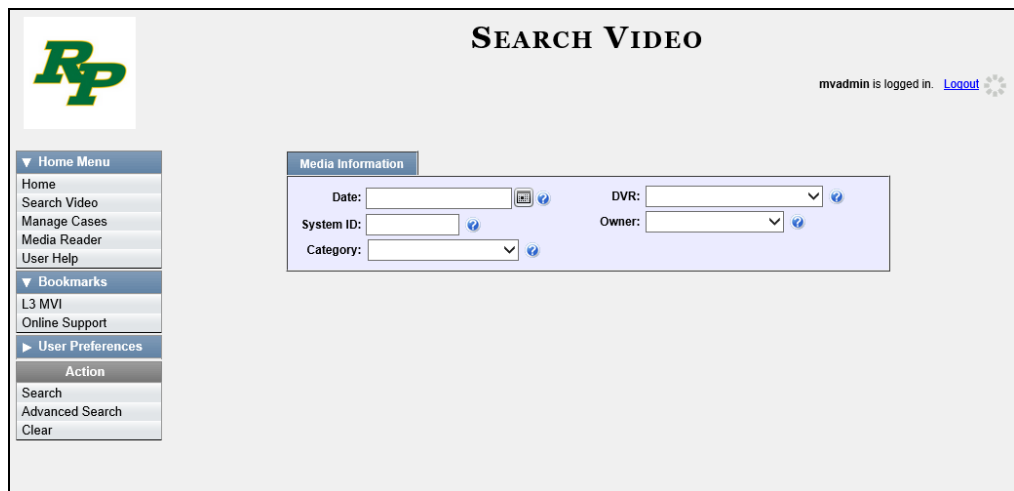 RP
SEARCH VIDEO
mvadmin is logged in. Logout
Home Menu
Home
Search Video
Manage Cases
Media Reader
User Help
Bookmarks
L3 MVI
Online Support
User Preferences
Action
Search
Advanced Search
Clear
Media Information
Date: ? DVR: ?
System ID: ? Owner: ?
Category: ?